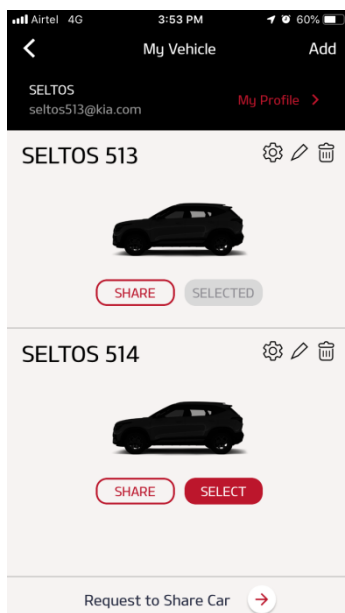 Airtel 4G 3:53 PM 60%
My Vehicle Add
SELTOS
seltos513@kia.com
My Profile
SELTOS 513
SHARE SELECTED
SELTOS 514
SHARE SELECT
Request to Share Car